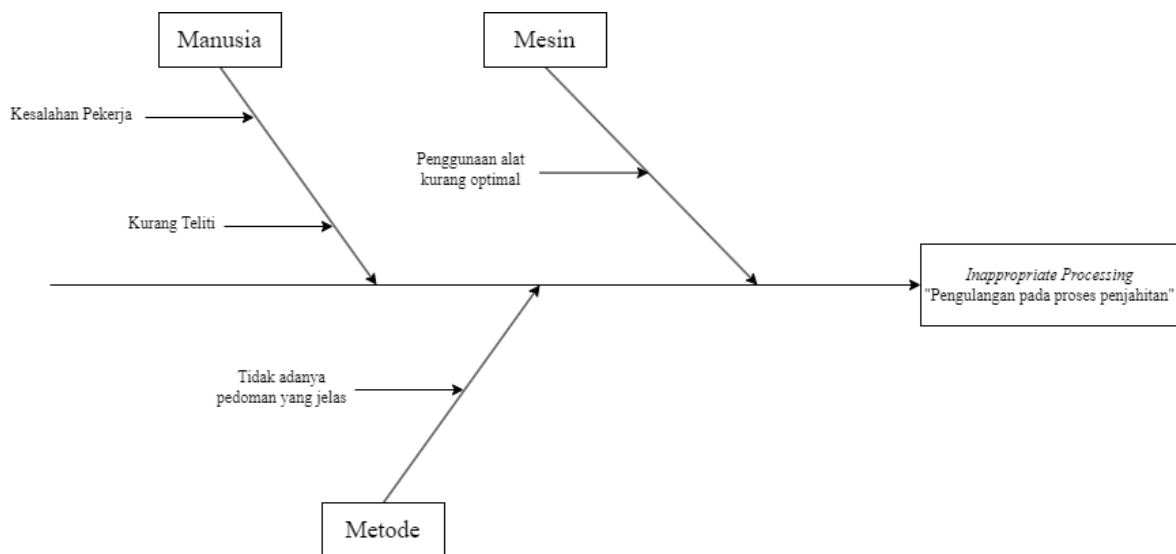 Manusia
Mesin
Kesalahan Pekerja
Penggunaan alat
kurang optimal
Kurang Teliti
Inappropriate Processing
"Pengulangan pada proses penjahitan"
Tidak adanya
pedoman yang jelas
Metode